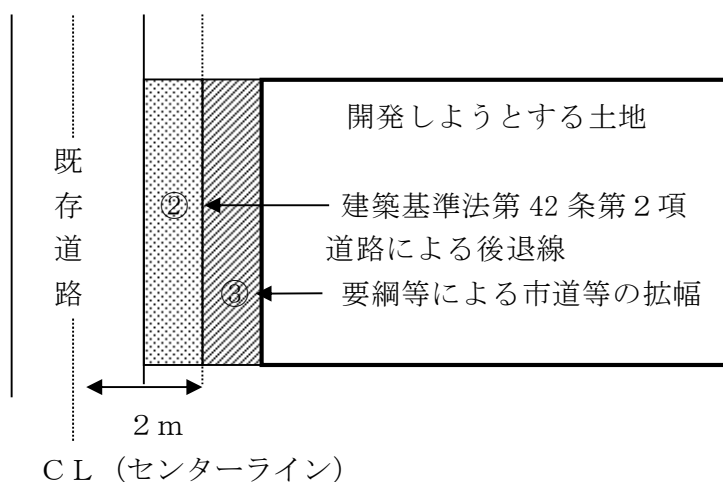 開発しようとする土地
既存道路
②
建築基準法第 42 条第２項
道路による後退線
③
要綱等による市道等の拡幅
２ｍ
ＣＬ（センターライン）